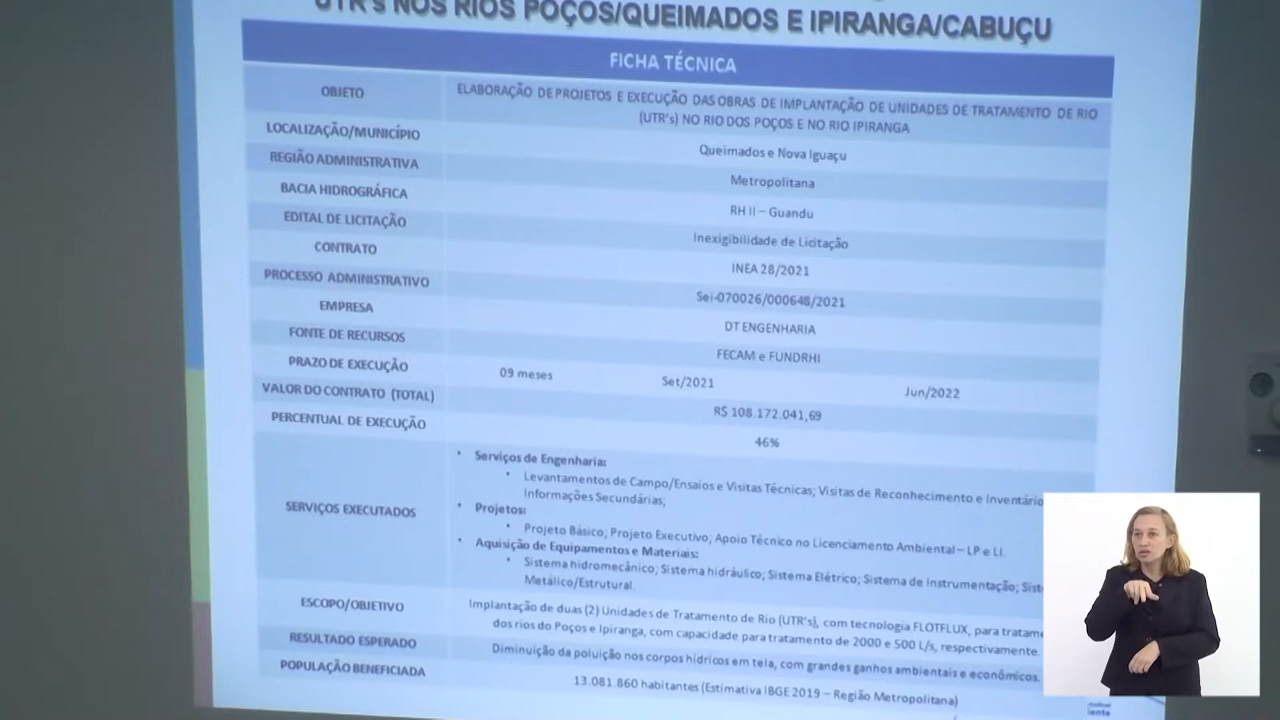 UTR's NOS RIOS POÇOS/QUEIMADOS E IPIRANGA/CABUÇU
FICHA TÉCNICA
OBJETO
ELABORAÇÃO DE PROJETOS E EXECUÇÃO DAS OBRAS DE IMPLANTAÇÃO DE UNIDADES DE TRATAMENTO DE RIO
(UTR's) NO RIO DOS POÇOS E NO RIO IPIRANGA
LOCALIZAÇÃO/MUNICÍPIO
Queimados e Nova Iguaçu
REGIÃO ADMINISTRATIVA
Metropolitana
BACIA HIDROGRÁFICA
RH II – Guandu
EDITAL DE LICITAÇÃO
Inexigibilidade de Licitação
CONTRATO
INEA 28/2021
PROCESSO ADMINISTRATIVO
Sei-070026/000648/2021
EMPRESA
DT ENGENHARIA
FONTE DE RECURSOS
FECAM e FUNDRHI
PRAZO DE EXECUÇÃO
09 meses Set/2021 Jun/2022
VALOR DO CONTRATO (TOTAL)
R$ 108.172.041,69
PERCENTUAL DE EXECUÇÃO
46%
SERVIÇOS EXECUTADOS
• Serviços de Engenharia:
• Levantamentos de Campo/Ensaios e Visitas Técnicas; Visitas de Reconhecimento e Inventário
Informações Secundárias;
• Projetos:
• Projeto Básico; Projeto Executivo; Apoio Técnico no Licenciamento Ambiental – LP e LI.
• Aquisição de Equipamentos e Materiais:
• Sistema hidromecânico; Sistema hidráulico; Sistema Elétrico; Sistema de Instrumentação; Sist
Metálico/Estrutural.
ESCOPO/OBJETIVO
Implantação de duas (2) Unidades de Tratamento de Rio (UTR's), com tecnologia FLOTFLUX, para tratame
dos rios do Poços e Ipiranga, com capacidade para tratamento de 2000 e 500 L/s, respectivamente.
RESULTADO ESPERADO
Diminuição da poluição nos corpos hídricos em tela, com grandes ganhos ambientais e econômicos.
POPULAÇÃO BENEFICIADA
13.081.860 habitantes (Estimativa IBGE 2019 – Região Metropolitana)